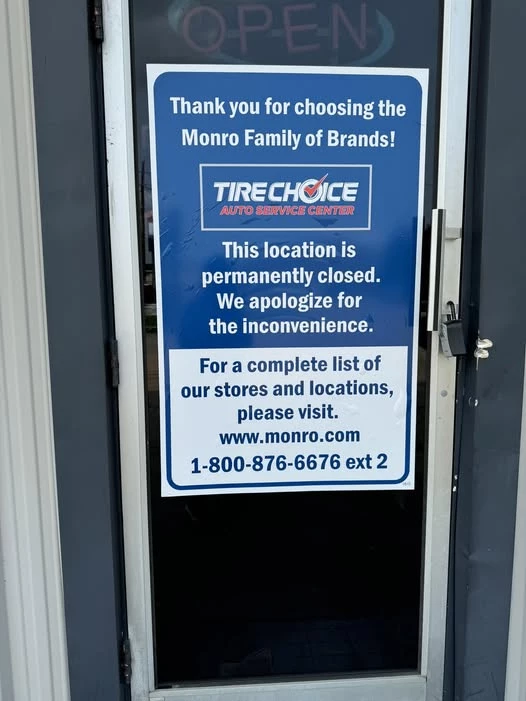 OPEN
Thank you for choosing the
Monro Family of Brands!
TIRECHOICE
AUTO SERVICE CENTER
This location is
permanently closed.
We apologize for
the inconvenience.
For a complete list of
our stores and locations,
please visit.
www.monro.com
1-800-876-6676 ext 2